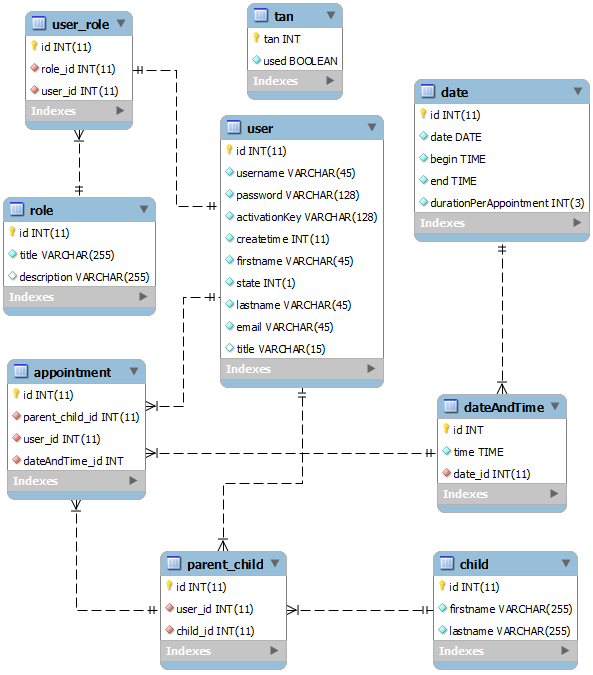 user_role
id INT(11)
role_id INT(11)
user_id INT(11)
Indexes
tan
tan INT
used BOOLEAN
Indexes
date
id INT(11)
date DATE
begin TIME
end TIME
durationPerAppointment INT(3)
Indexes
user
id INT(11)
username VARCHAR(45)
password VARCHAR(128)
activationKey VARCHAR(128)
createtime INT(11)
firstname VARCHAR(45)
state INT(1)
lastname VARCHAR(45)
email VARCHAR(45)
title VARCHAR(15)
Indexes
role
id INT(11)
title VARCHAR(255)
description VARCHAR(255)
Indexes
appointment
id INT(11)
parent_child_id INT(11)
user_id INT(11)
dateAndTime_id INT
Indexes
dateAndTime
id INT
time TIME
date_id INT(11)
Indexes
parent_child
id INT(11)
user_id INT(11)
child_id INT(11)
Indexes
child
id INT(11)
firstname VARCHAR(255)
lastname VARCHAR(255)
Indexes